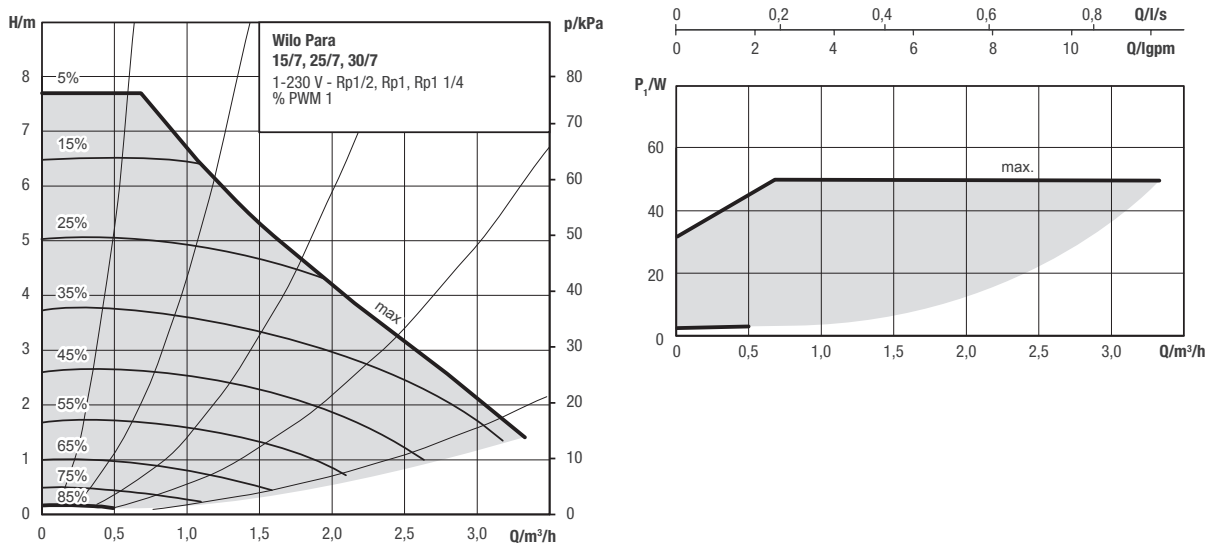 H/m
p/kPa
Wilo Para
15/7, 25/7, 30/7
1-230 V - Rp1/2, Rp1, Rp1 1/4
% PWM 1
8
7
6
5
4
3
2
1
0
80
70
60
50
40
30
20
10
0
5%
15%
25%
35%
45%
55%
65%
75%
85%
max
0 0,5 1,0 1,5 2,0 2,5 3,0 Q/m³/h
0 0,2 0,4 0,6 0,8 Q/l/s
0 2 4 6 8 10 Q/lgpm
P₁/W
60
40
20
0
max.
0 0,5 1,0 1,5 2,0 2,5 3,0 Q/m³/h